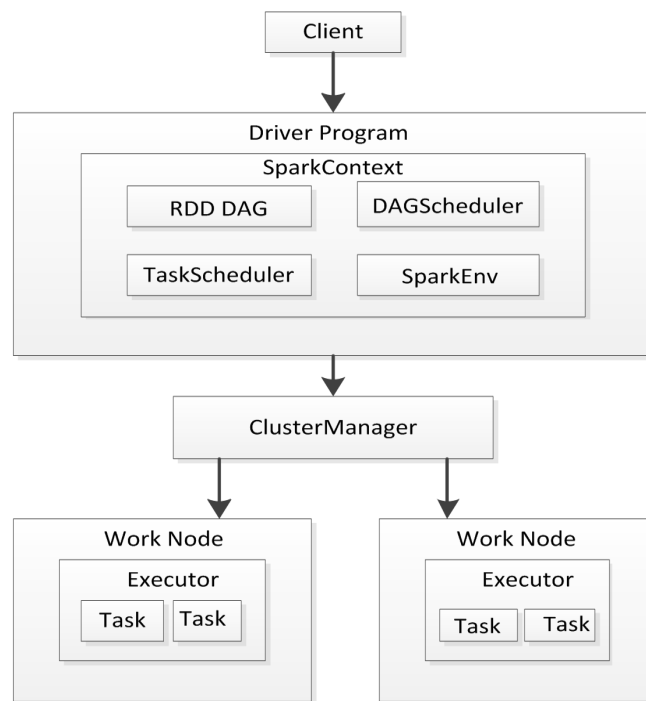 Client
Driver Program
SparkContext
RDD DAG
DAGScheduler
TaskScheduler
SparkEnv
ClusterManager
Work Node
Executor
Task
Task
Work Node
Executor
Task
Task